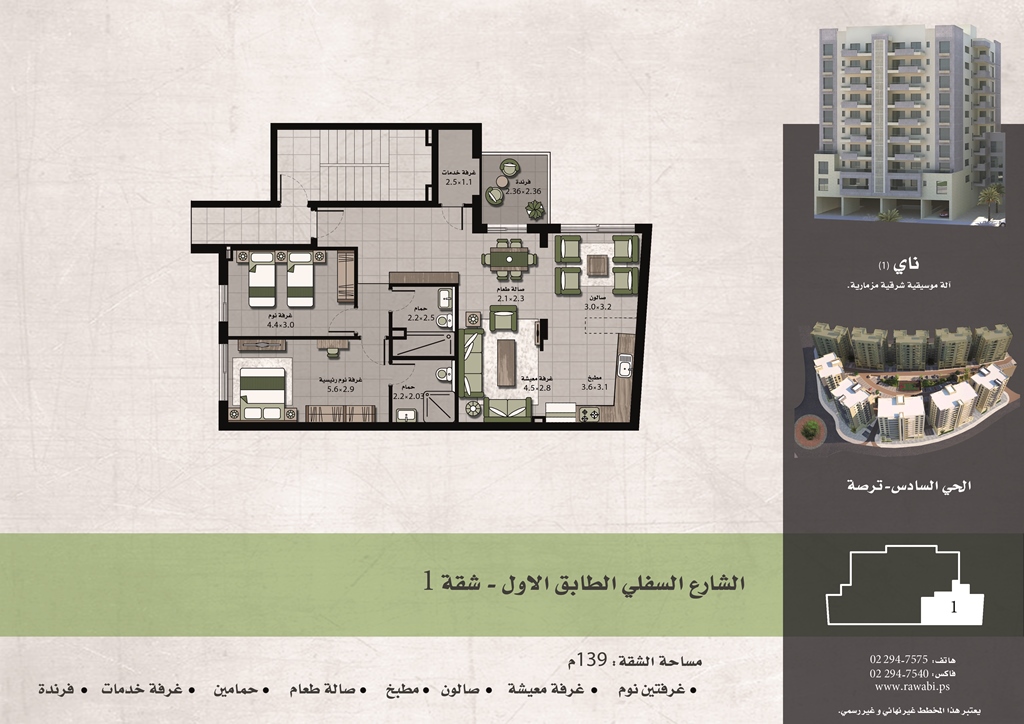 غرفة خدمات
2.5×1.1
فرندة
2.36×2.36
غرفة نوم
4.4×3.0
حمام
2.2×2.5
صالة طعام
2.1×2.3
صالون
3.0×3.2
غرفة نوم رئيسية
5.6×2.9
حمام
2.2×2.03
غرفة معيشة
4.5×2.8
مطبخ
3.6×3.1
ناي (1)
آلة موسيقية شرقية مزمارية.
الحي السادس-ترصة
الشارع السفلي الطابق الاول - شقة 1
1
مساحة الشقة: 139م
• غرفتين نوم • غرفة معيشة • صالون • مطبخ • صالة طعام • حمامين • غرفة خدمات • فرندة
هاتف: 02 294-7575
فاكس: 02 294-7540
www.rawabi.ps
يعتبر هذا المخطط غير نهائي و غير رسمي.